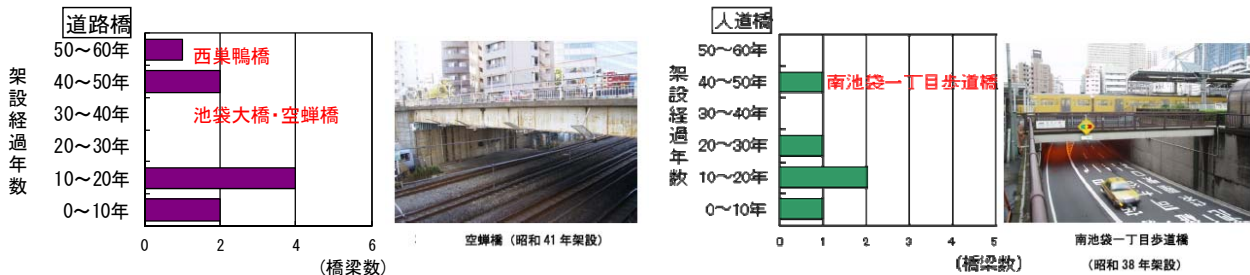 道路橋
50～60年
40～50年
30～40年
20～30年
10～20年
0～10年
架設経過年数
西巣鴨橋
池袋大橋・空蝉橋
0
2
4
6
(橋梁数)
空蝉橋（昭和41年架設）
人道橋
50～60年
40～50年
30～40年
20～30年
10～20年
0～10年
架設経過年数
南池袋一丁目歩道橋
0
1
2
3
4
5
(橋梁数)
南池袋一丁目歩道橋
（昭和38年架設）